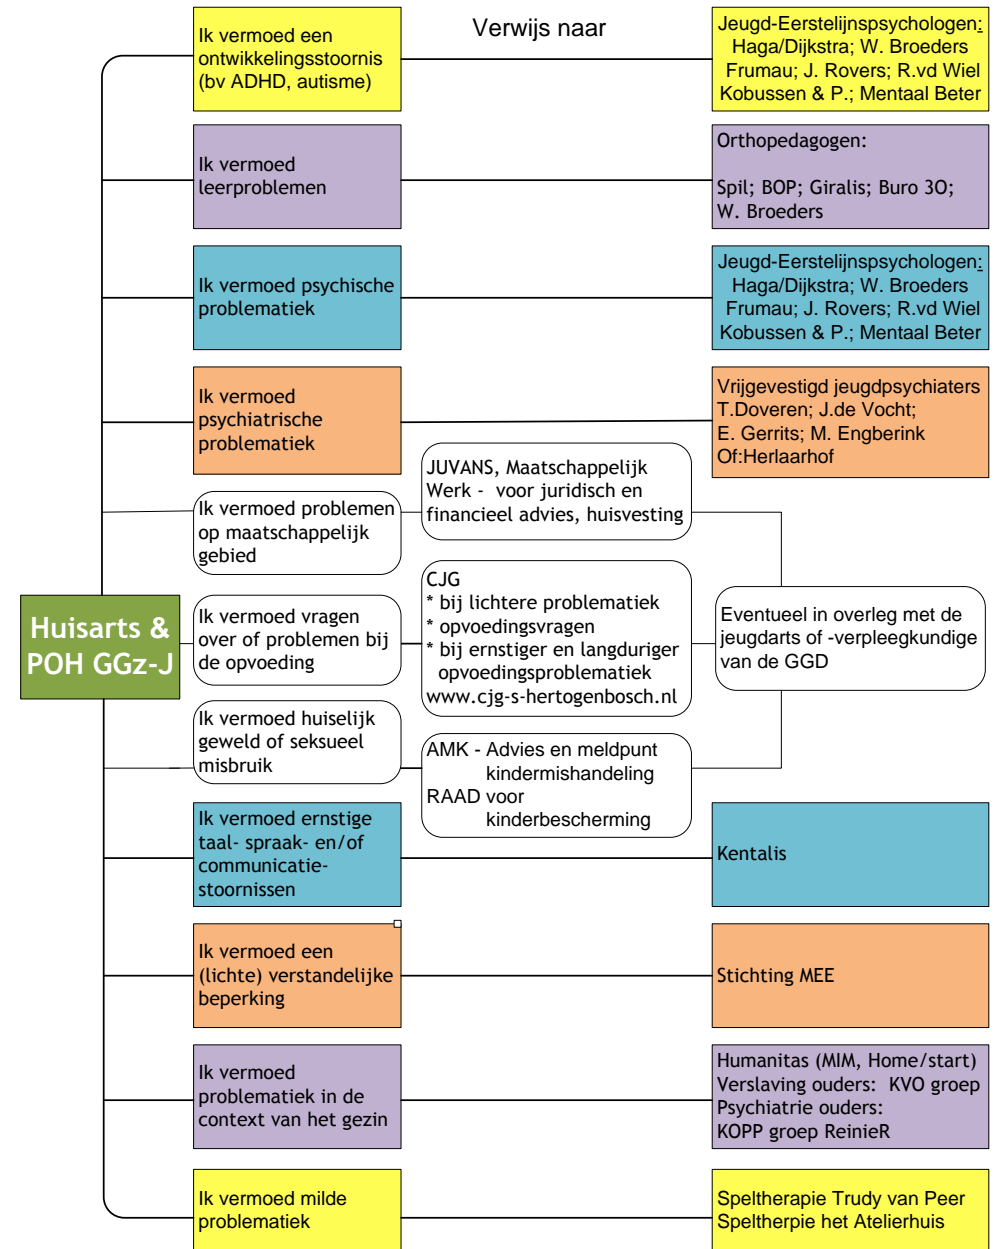 Verwijs naar
Huisarts &
POH GGz-J
Ik vermoed een
ontwikkelingsstoornis
(bv ADHD, autisme)
Jeugd-Eerstelijnspsychologen:
Haga/Dijkstra; W. Broeders
Frumau; J. Rovers; R.vd Wiel
Kobussen & P.; Mentaal Beter
Ik vermoed
leerproblemen
Orthopedagogen:
Spil; BOP; Giralis; Buro 3O;
W. Broeders
Ik vermoed psychische
problematiek
Jeugd-Eerstelijnspsychologen:
Haga/Dijkstra; W. Broeders
Frumau; J. Rovers; R.vd Wiel
Kobussen & P.; Mentaal Beter
Ik vermoed
psychiatrische
problematiek
Vrijgevestigd jeugdpsychiaters
T.Doveren; J.de Vocht;
E. Gerrits; M. Engberink
Of:Herlaarhof
Ik vermoed problemen
op maatschappelijk
gebied
JUVANS, Maatschappelijk
Werk - voor juridisch en
financieel advies, huisvesting
Ik vermoed vragen
over of problemen bij
de opvoeding
CJG
* bij lichtere problematiek
* opvoedingsvragen
* bij ernstiger en langduriger
opvoedingsproblematiek
www.cjg-s-hertogenbosch.nl
Eventueel in overleg met de
jeugdarts of -verpleegkundige
van de GGD
Ik vermoed huiselijk
geweld of seksueel
misbruik
AMK - Advies en meldpunt
kindermishandeling
RAAD voor
kinderbescherming
Ik vermoed ernstige
taal- spraak- en/of
communicatie-
stoornissen
Kentalis
Ik vermoed een
(lichte) verstandelijke
beperking
Stichting MEE
Ik vermoed
problematiek in de
context van het gezin
Humanitas (MIM, Home/start)
Verslaving ouders: KVO groep
Psychiatrie ouders:
KOPP groep ReinieR
Ik vermoed milde
problematiek
Speltherapie Trudy van Peer
Speltherpie het Atelierhuis